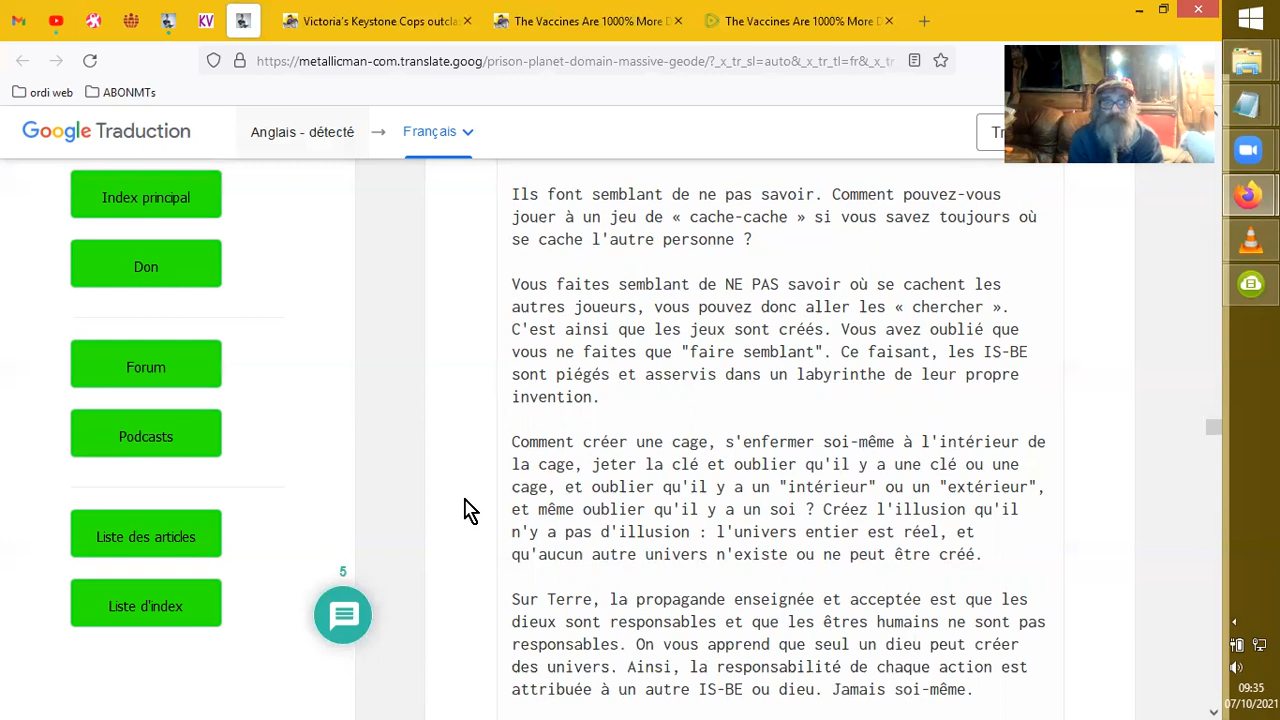 Victoria's Keystone Cops outcla
The Vaccines Are 1000% More D
The Vaccines Are 1000% More D
KV
https://metallicman-com.translate.goog/prison-planet-domain-massive-geode/?_x_tr_sl=auto&_x_tr_tl=fr&_x_tr
ordi web
ABONMTs
Google Traduction
Anglais - détecté
Français
Index principal
Don
Forum
Podcasts
Liste des articles
Liste d'index
5
Ils font semblant de ne pas savoir. Comment pouvez-vous
jouer à un jeu de « cache-cache » si vous savez toujours où
se cache l'autre personne ?
Vous faites semblant de NE PAS savoir où se cachent les
autres joueurs, vous pouvez donc aller les « chercher ».
C'est ainsi que les jeux sont créés. Vous avez oublié que
vous ne faites que "faire semblant". Ce faisant, les IS-BE
sont piégés et asservis dans un labyrinthe de leur propre
invention.
Comment créer une cage, s'enfermer soi-même à l'intérieur de
la cage, jeter la clé et oublier qu'il y a une clé ou une
cage, et oublier qu'il y a un "intérieur" ou un "extérieur",
et même oublier qu'il y a un soi ? Créez l'illusion qu'il
n'y a pas d'illusion : l'univers entier est réel, et
qu'aucun autre univers n'existe ou ne peut être créé.
Sur Terre, la propagande enseignée et acceptée est que les
dieux sont responsables et que les êtres humains ne sont pas
responsables. On vous apprend que seul un dieu peut créer
des univers. Ainsi, la responsabilité de chaque action est
attribuée à un autre IS-BE ou dieu. Jamais soi-même.
09:35
07/10/2021